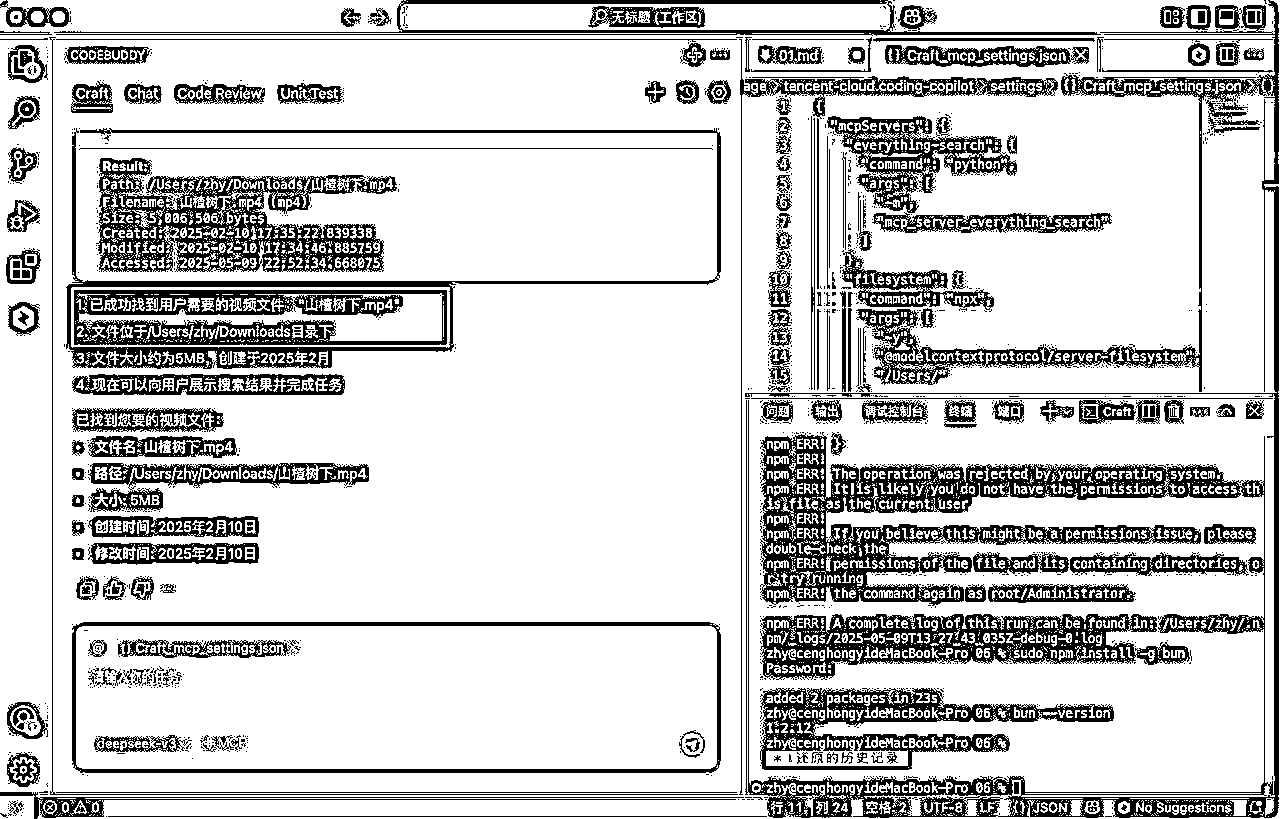 无标题 (工作区)
CODEBUDDY
Craft Chat Code Review Unit Test
Result:
Path: /Users/zhy/Downloads/山楂树下.mp4
Filename: 山楂树下.mp4 (mp4)
Size: 5,006,506 bytes
Created: 2025-02-10 17:35:22.839338
Modified: 2025-02-10 17:34:46.885759
Accessed: 2025-05-09 22:52:34.668075
1. 已成功找到用户需要的视频文件："山楂树下.mp4"
2. 文件位于/Users/zhy/Downloads目录下
3. 文件大小约为5MB，创建于2025年2月
4. 现在可以向用户展示搜索结果并完成任务
已找到您要的视频文件:
文件名: 山楂树下.mp4
路径: /Users/zhy/Downloads/山楂树下.mp4
大小: 5MB
创建时间: 2025年2月10日
修改时间: 2025年2月10日
@ {} Craft_mcp_settings.json ×
请输入你的任务
deepseek-v3 MCP
01.md {} Craft_mcp_settings.json ×
age > tencent-cloud.coding-copilot > settings > {} Craft_mcp_settings.json > {}
1 {
2 "mcpServers": {
3 "everything-search": {
4 "command": "python",
5 "args": [
6 "-m",
7 "mcp_server_everything_search"
8 ]
9 },
10 "filesystem": {
11 "command": "npx",
12 "args": [
13 "-y",
14 "@modelcontextprotocol/server-filesystem",
15 "/Users/"
问题 输出 调试控制台 终端 端口 Craft
npm ERR! }
npm ERR!
npm ERR! The operation was rejected by your operating system.
npm ERR! It is likely you do not have the permissions to access th
is file as the current user
npm ERR!
npm ERR! If you believe this might be a permissions issue, please
double-check the
npm ERR! permissions of the file and its containing directories, o
r try running
npm ERR! the command again as root/Administrator.
npm ERR! A complete log of this run can be found in: /Users/zhy/.n
pm/_logs/2025-05-09T13_27_43_035Z-debug-0.log
zhy@cenghongyideMacBook-Pro 06 % sudo npm install -g bun
Password:
added 2 packages in 23s
zhy@cenghongyideMacBook-Pro 06 % bun --version
1.2.12
zhy@cenghongyideMacBook-Pro 06 %
* 还原的历史记录
zhy@cenghongyideMacBook-Pro 06 %
0 0 行 11, 列 24 空格: 2 UTF-8 LF {} JSON No Suggestions